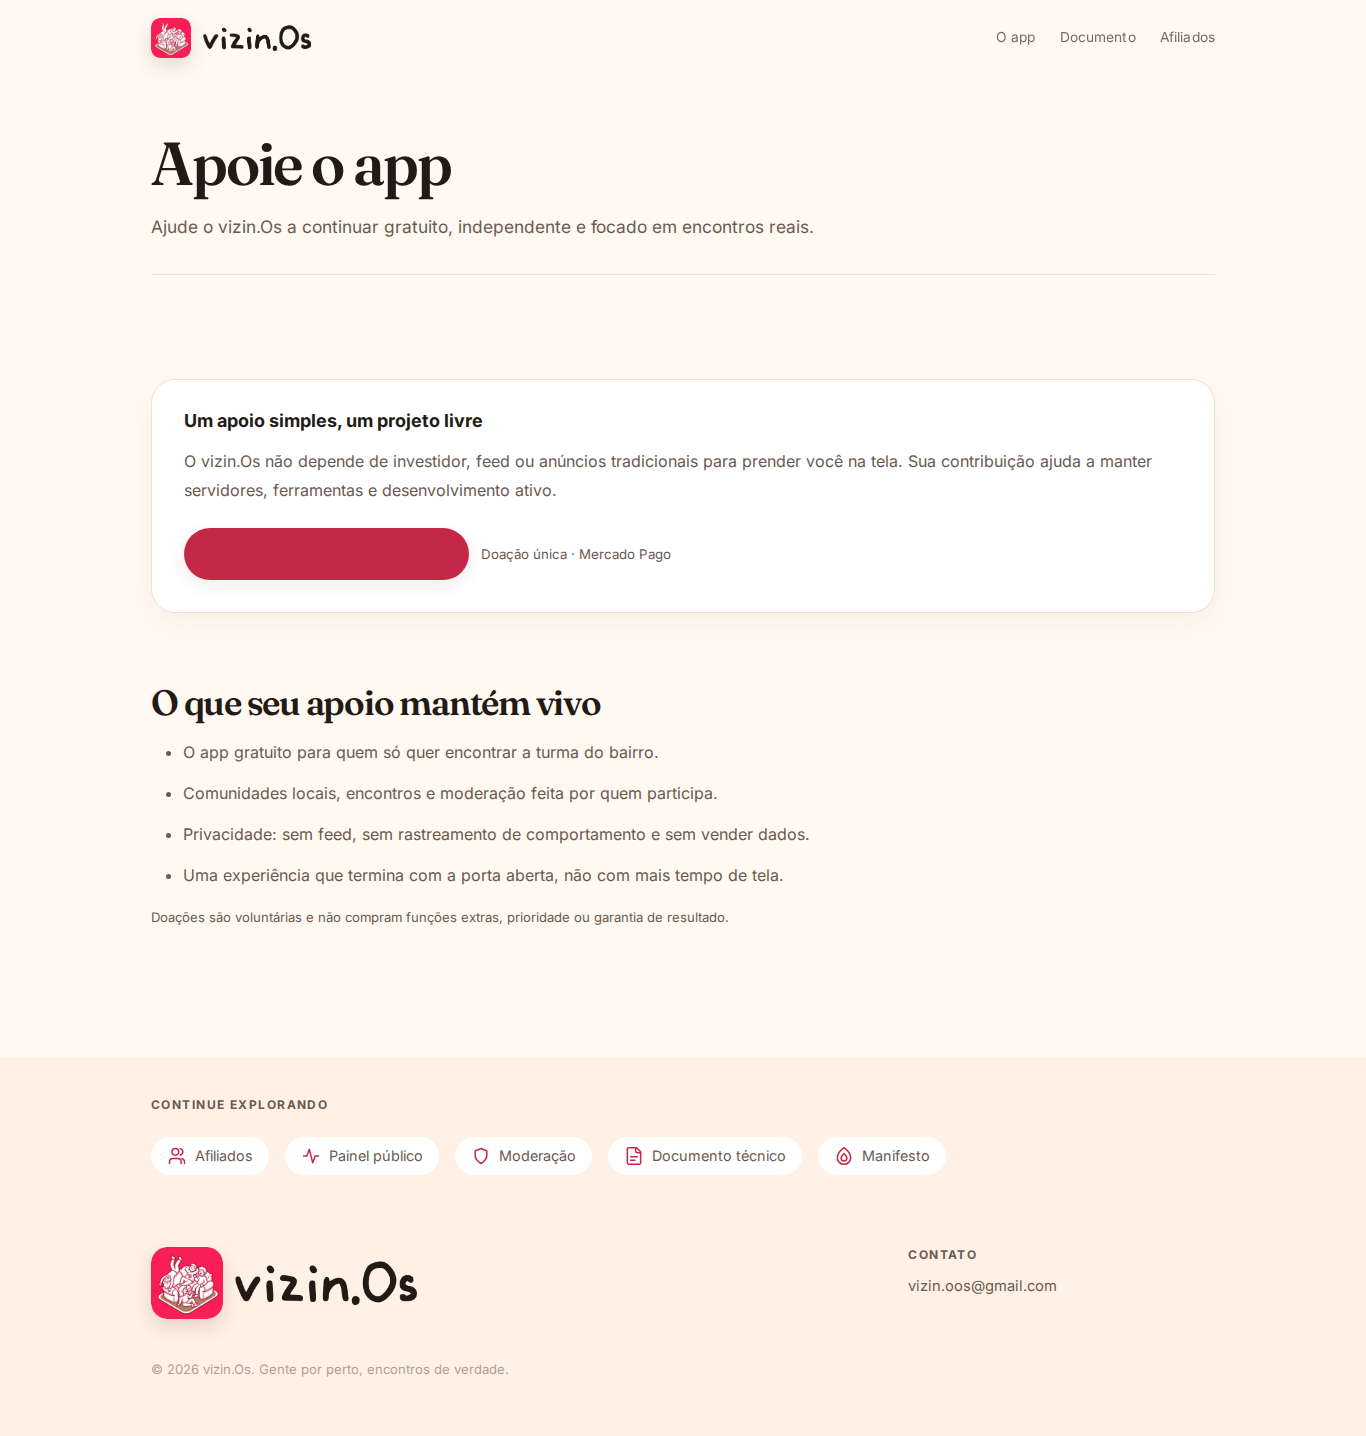 vizin.Os
O app Documento Afiliados
Apoie o app
Ajude o vizin.Os a continuar gratuito, independente e focado em encontros reais.
Um apoio simples, um projeto livre
O vizin.Os não depende de investidor, feed ou anúncios tradicionais para prender você na tela. Sua contribuição ajuda a manter
servidores, ferramentas e desenvolvimento ativo.
Doação única · Mercado Pago
O que seu apoio mantém vivo
• O app gratuito para quem só quer encontrar a turma do bairro.
• Comunidades locais, encontros e moderação feita por quem participa.
• Privacidade: sem feed, sem rastreamento de comportamento e sem vender dados.
• Uma experiência que termina com a porta aberta, não com mais tempo de tela.
Doações são voluntárias e não compram funções extras, prioridade ou garantia de resultado.
CONTINUE EXPLORANDO
Afiliados Painel público Moderação Documento técnico Manifesto
vizin.Os
CONTATO
vizin.oos@gmail.com
© 2026 vizin.Os. Gente por perto, encontros de verdade.